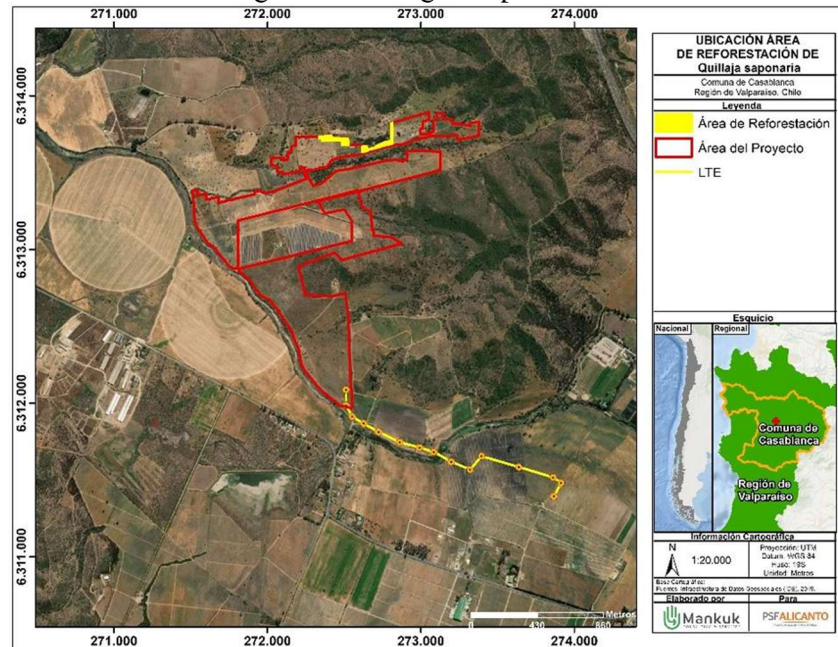 271.000 272.000 273.000 274.000
6.314.000
6.313.000
6.312.000
6.311.000
Metros
0 430 860
271.000 272.000 273.000 274.000
UBICACIÓN ÁREA
DE REFORESTACIÓN DE
Quillaja saponaria
Comuna de Casablanca
Región de Valparaíso, Chile
Leyenda
Área de Reforestación
Área del Proyecto
LTE
Esquicio
Nacional Regional
Comuna de
Casablanca
Región de
Valparaíso
Información Cartográfica
N
1:20.000
Proyección: UTM
Datum: WGS 84
Huso: 19S
Unidad: Metros
Elaborado por Para
Mankuk PSFALICANTO